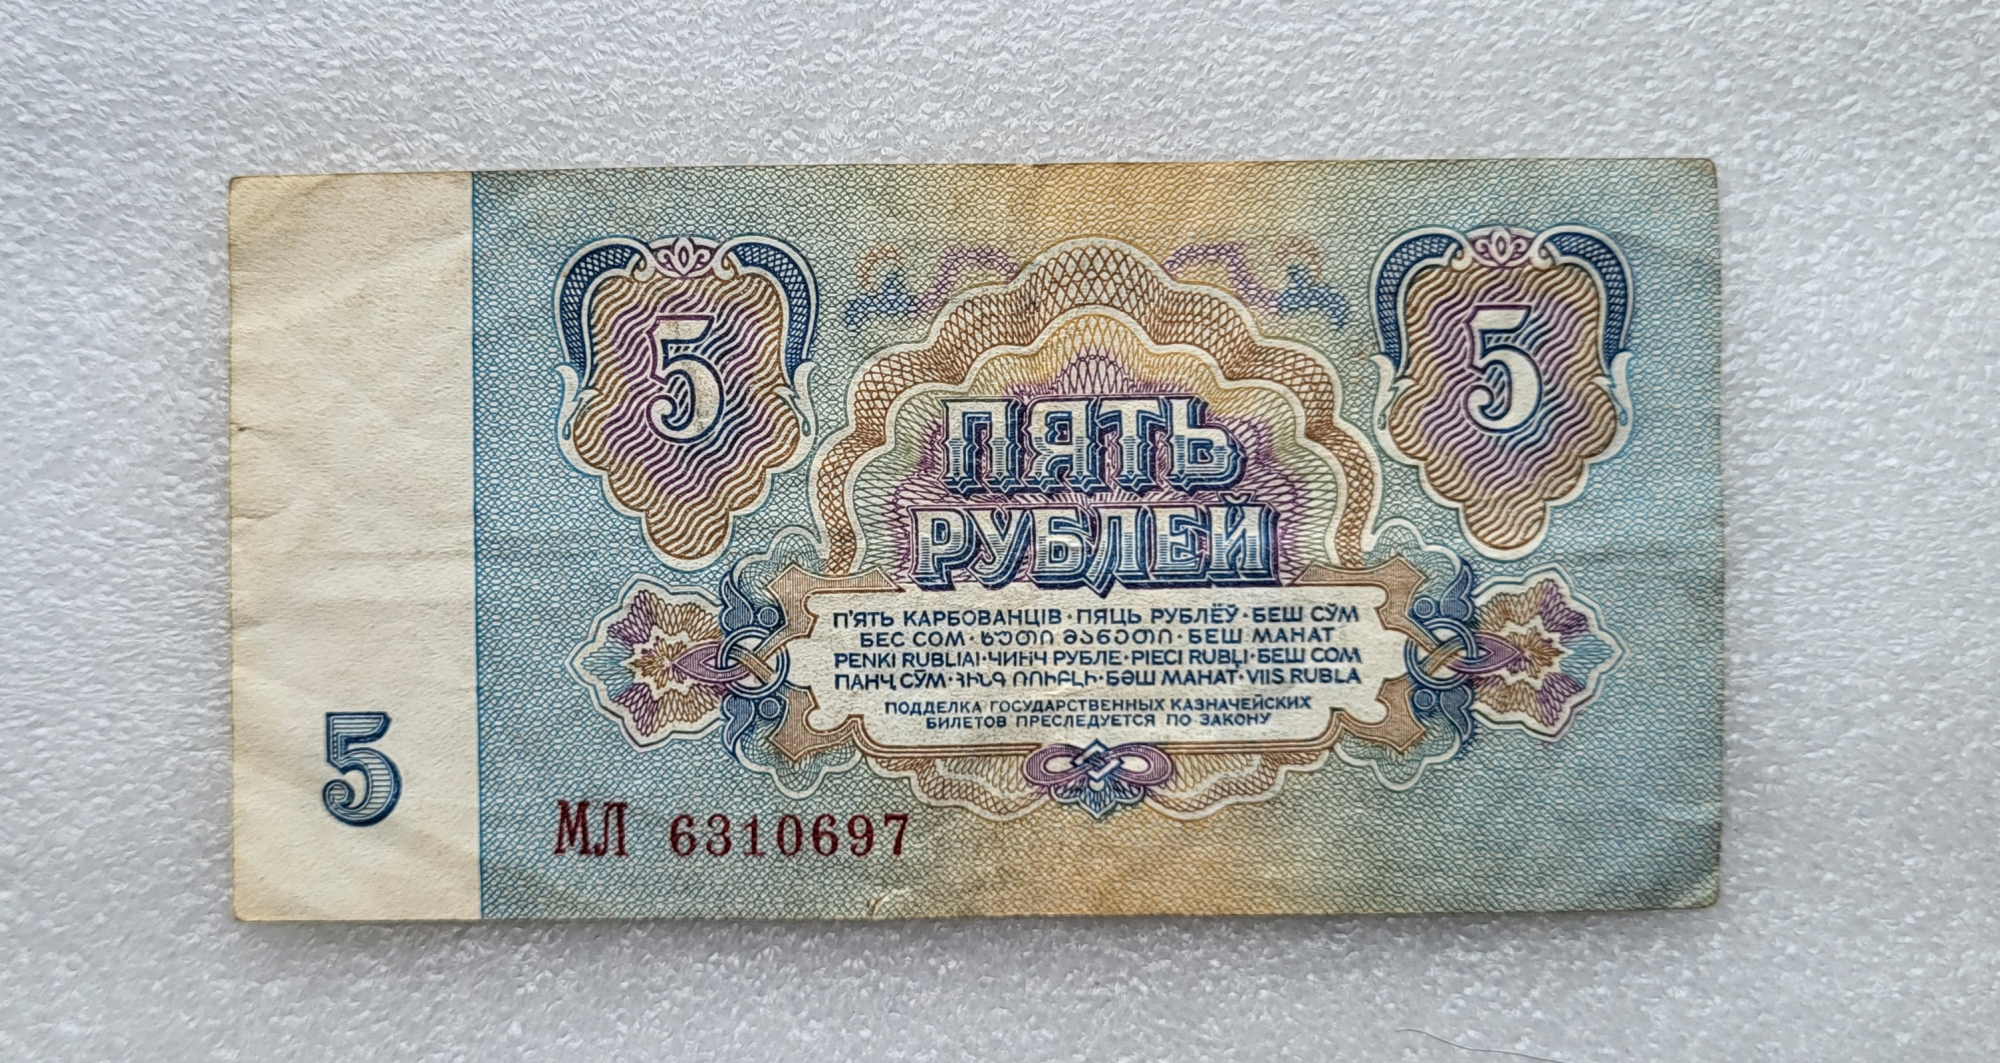 5
5
ПЯТЬ
РУБЛЕЙ
П'ЯТЬ КАРБОВАНЦІВ · ПЯЦЬ РУБЛЁЎ · БЕШ СЎМ
БЕС СОМ · ხუთი მანეთი · БЕШ МАНАТ
PENKI RUBLIAI · ЧИНЧ РУБЛЕ · PIECI RUBĻI · БЕШ СОМ
ПАНҶ СӮМ · ՀԻՆԳ ՌՈՒԲԼԻ · БӘШ МАНАТ · VIIS RUBLA
ПОДДЕЛКА ГОСУДАРСТВЕННЫХ КАЗНАЧЕЙСКИХ
БИЛЕТОВ ПРЕСЛЕДУЕТСЯ ПО ЗАКОНУ
5
МЛ 6310697